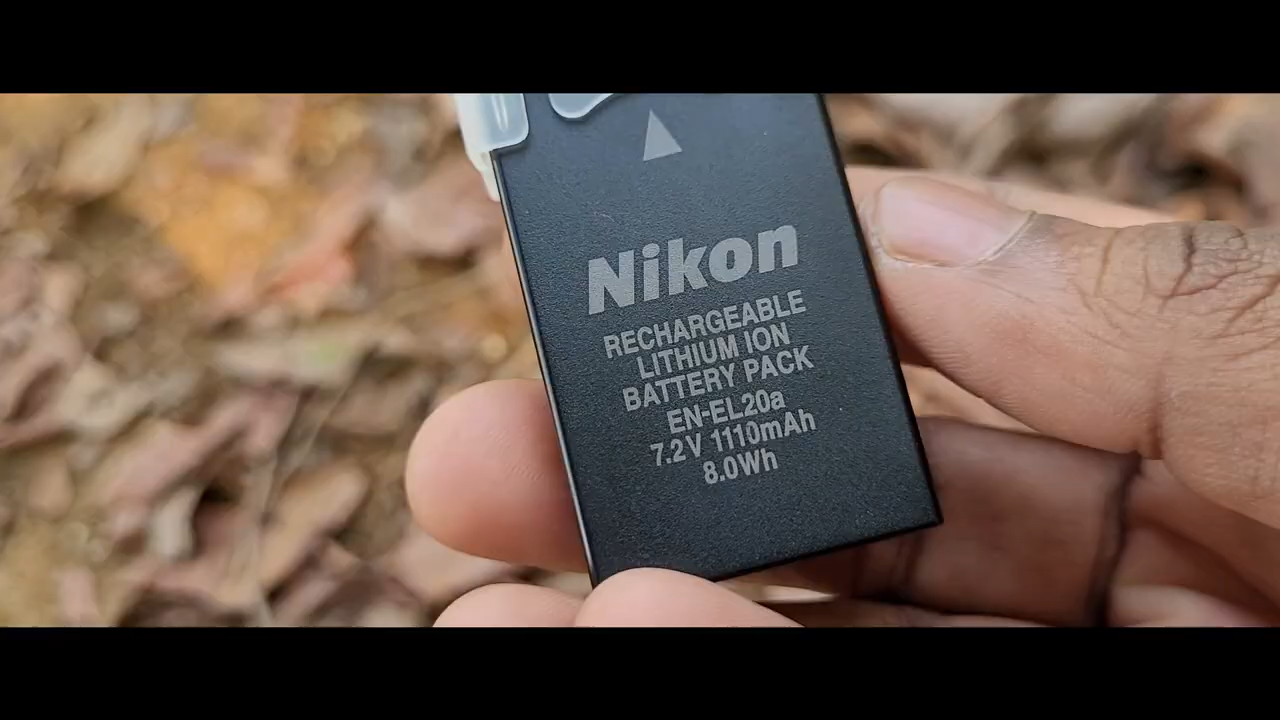 Nikon
RECHARGEABLE
LITHIUM ION
BATTERY PACK
EN-EL20a
7.2V 1110mAh
8.0Wh